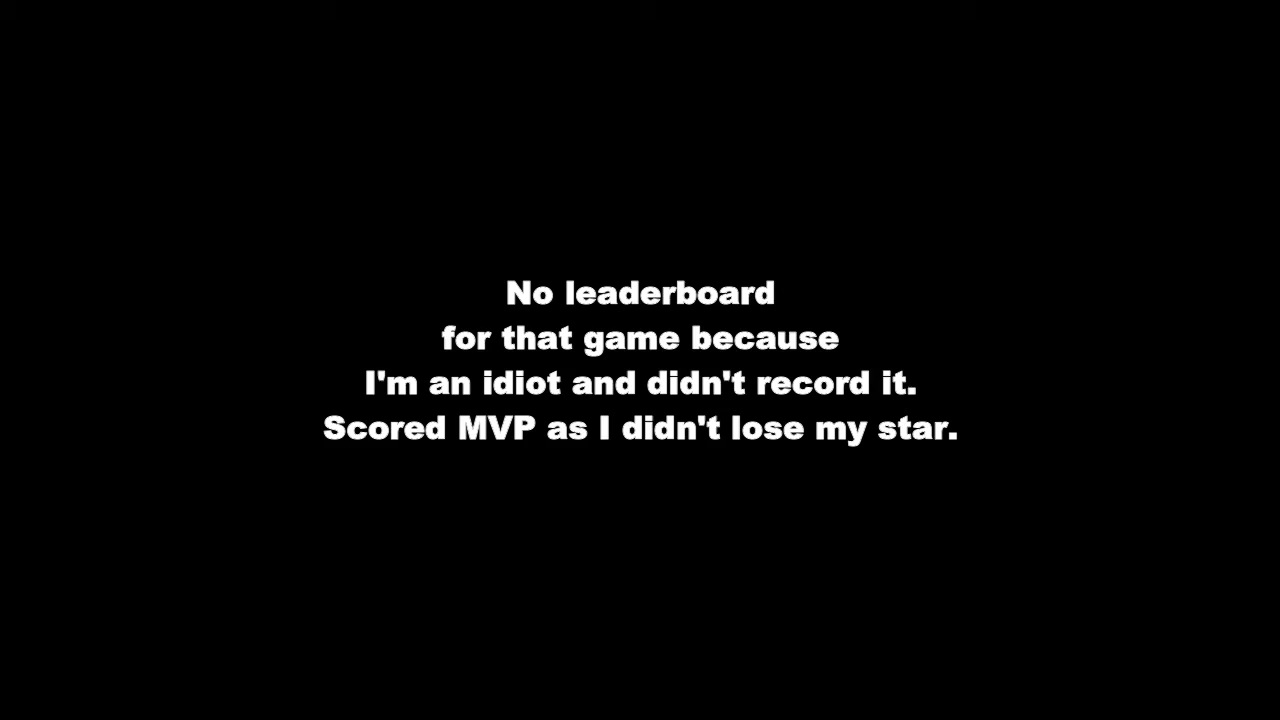 No leaderboard
for that game because
I'm an idiot and didn't record it.
Scored MVP as I didn't lose my star.